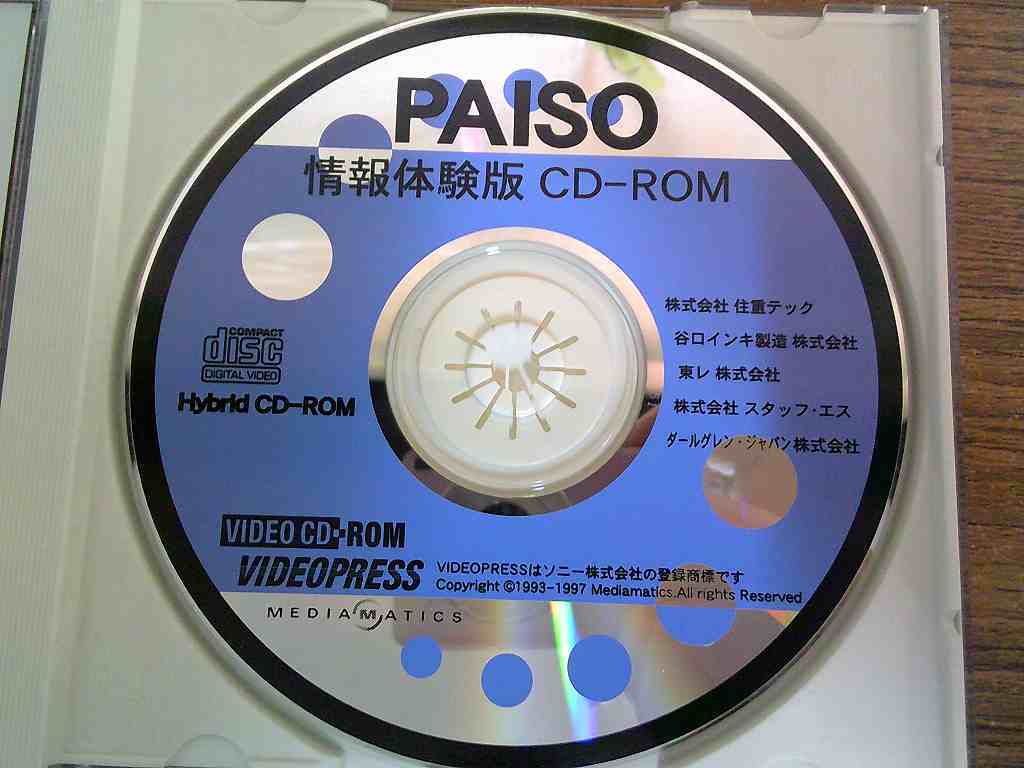 PAISO
情報体験版 CD-ROM
株式会社 住重テック
谷口インキ製造 株式会社
東レ 株式会社
株式会社 スタッフ・エス
ダールグレン・ジャパン株式会社
COMPACT
disc
DIGITAL VIDEO
Hybrid CD-ROM
VIDEO CD-ROM
VIDEOPRESS
VIDEOPRESSはソニー株式会社の登録商標です
Copyright ©1993-1997 Mediamatics.All rights Reserved
MEDIAMATICS